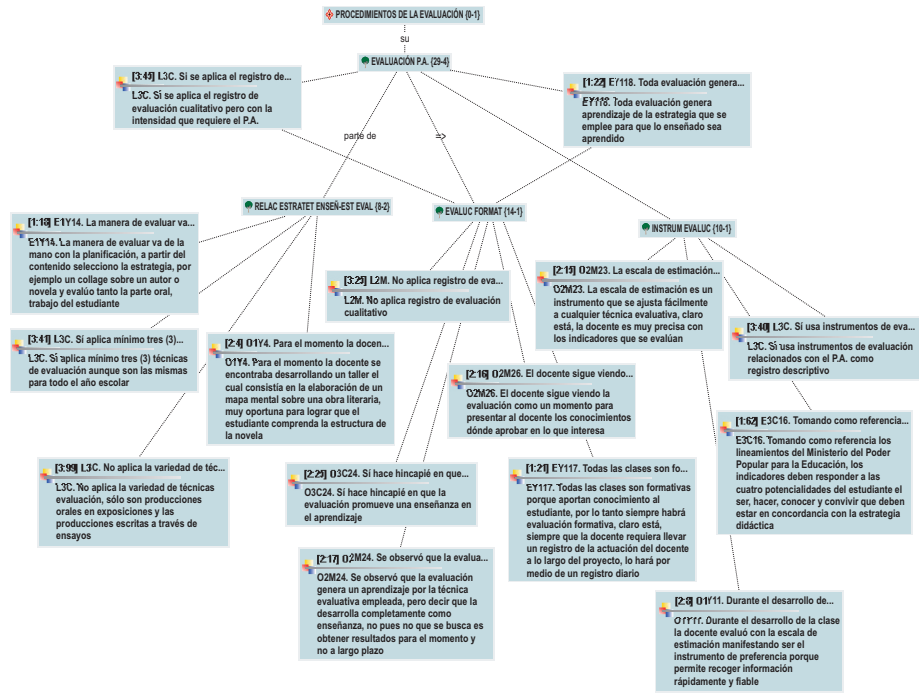 PROCEDIMIENTOS DE LA EVALUACIÓN {0-1}
su
EVALUACIÓN P.A. {29-4}
[3:45] L3C. Sí se aplica el registro de...
L3C. Sí se aplica el registro de
evaluación cualitativo pero con la
intensidad que requiere el P.A.
[1:22] EY118. Toda evaluación genera...
EY118. Toda evaluación genera
aprendizaje de la estrategia que se
emplee para que lo enseñado sea
aprendido
parte de
=>
RELAC ESTRATET ENSEÑ-EST EVAL {8-2}
EVALUC FORMAT {14-1}
INSTRUM EVALUC {10-1}
[1:18] E1Y14. La manera de evaluar va...
E1Y14. La manera de evaluar va de la
mano con la planificación, a partir del
contenido selecciono la estrategia, por
ejemplo un collage sobre un autor o
novela y evalúo tanto la parte oral,
trabajo del estudiante
[3:25] L2M. No aplica registro de eva...
L2M. No aplica registro de evaluación
cualitativo
[2:15] O2M23. La escala de estimación...
O2M23. La escala de estimación es un
instrumento que se ajusta fácilmente
a cualquier técnica evaluativa, claro
está, la docente es muy precisa con
los indicadores que se evalúan
[3:40] L3C. Sí usa instrumentos de eva...
L3C. Sí usa instrumentos de evaluación
relacionados con el P.A. como
registro descriptivo
[3:41] L3C. Sí aplica mínimo tres (3)...
L3C. Sí aplica mínimo tres (3) técnicas
de evaluación aunque son las mismas
para todo el año escolar
[2:4] O1Y4. Para el momento la docen...
O1Y4. Para el momento la docente se
encontraba desarrollando un taller el
cual consistía en la elaboración de un
mapa mental sobre una obra literaria,
muy oportuna para lograr que el
estudiante comprenda la estructura de
la novela
[2:16] O2M26. El docente sigue viendo...
O2M26. El docente sigue viendo la
evaluación como un momento para
presentar al docente los conocimientos
dónde aprobar en lo que interesa
[1:62] E3C16. Tomando como referencia...
E3C16. Tomando como referencia los
lineamientos del Ministerio del Poder
Popular para la Educación, los
indicadores deben responder a las
cuatro potencialidades del estudiante el
ser, hacer, conocer y convivir que deben
estar en concordancia con la estrategia
didáctica
[3:99] L3C. No aplica la variedad de téc...
L3C. No aplica la variedad de técnicas
evaluación, sólo son producciones
orales en exposiciones y las
producciones escritas a través de
ensayos
[2:25] O3C24. Sí hace hincapié en que...
O3C24. Sí hace hincapié en que la
evaluación promueve una enseñanza en
el aprendizaje
[1:21] EY117. Todas las clases son fo...
EY117. Todas las clases son formativas
porque aportan conocimiento al
estudiante, por lo tanto siempre habrá
evaluación formativa, claro está,
siempre que la docente requiera llevar
un registro de la actuación del docente
a lo largo del proyecto, lo hará por
medio de un registro diario
[2:17] O2M24. Se observó que la evalua...
O2M24. Se observó que la evaluación
genera un aprendizaje por la técnica
evaluativa empleada, pero decir que la
desarrolla completamente como
enseñanza, no pues no que se busca es
obtener resultados para el momento y
no a largo plazo
[2:8] O1Y11. Durante el desarrollo de...
O1Y11. Durante el desarrollo de la clase
la docente evaluó con la escala de
estimación manifestando ser el
instrumento de preferencia porque
permite recoger información
rápidamente y fiable